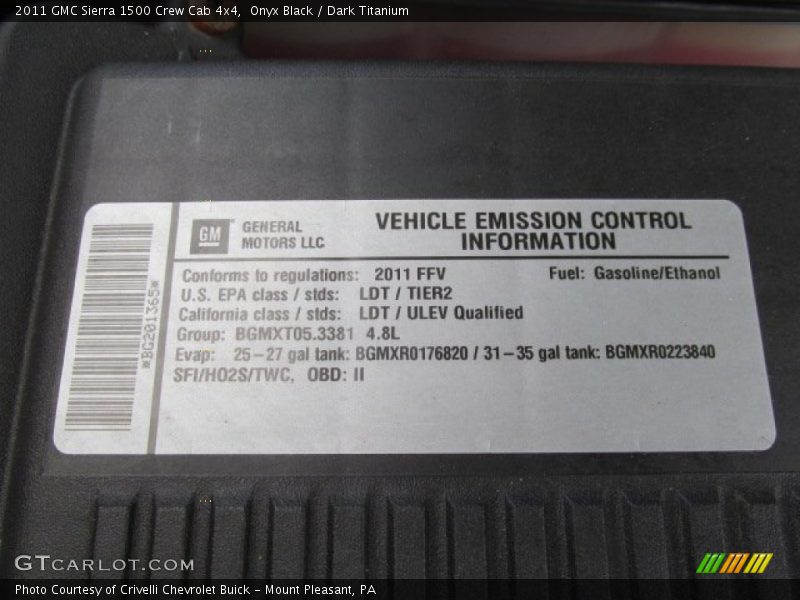 2011 GMC Sierra 1500 Crew Cab 4x4, Onyx Black / Dark Titanium
GM
GENERAL
MOTORS LLC
VEHICLE EMISSION CONTROL
INFORMATION
Conforms to regulations: 2011 FFV Fuel: Gasoline/Ethanol
U.S. EPA class / stds: LDT / TIER2
California class / stds: LDT / ULEV Qualified
Group: BGMXT05.3381 4.8L
Evap: 25-27 gal tank: BGMXR0176820 / 31-35 gal tank: BGMXR0223840
SFI/HO2S/TWC, OBD: II
*BG201365*
GTCARLOT.COM
Photo Courtesy of Crivelli Chevrolet Buick - Mount Pleasant, PA